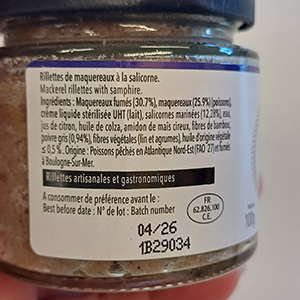 Rillettes de maquereaux à la salicorne.
Mackerel rillettes with samphire.
Ingrédients : Maquereaux fumés (30.7%), maquereaux (25.9%) (poissons),
crème liquide stérilisée UHT (lait), salicornes marinées (12,28%), eau,
jus de citron, huile de colza, amidon de maïs cireux, fibres de bambou,
poivre gris (0,94%), fibres végétales (lin et agrumes), huile et
≤ 0,5 %. Origine : Poissons pêchés en Atlantique Nord-Est (FAO 27) et fumés
à Boulogne-Sur-Mer.
Rillettes artisanales et gastronomiques
A consommer de préférence avant le :
Best before date : N° de lot : Batch number
04/26
1B29034
FR
62.826.100
C.E.
100g